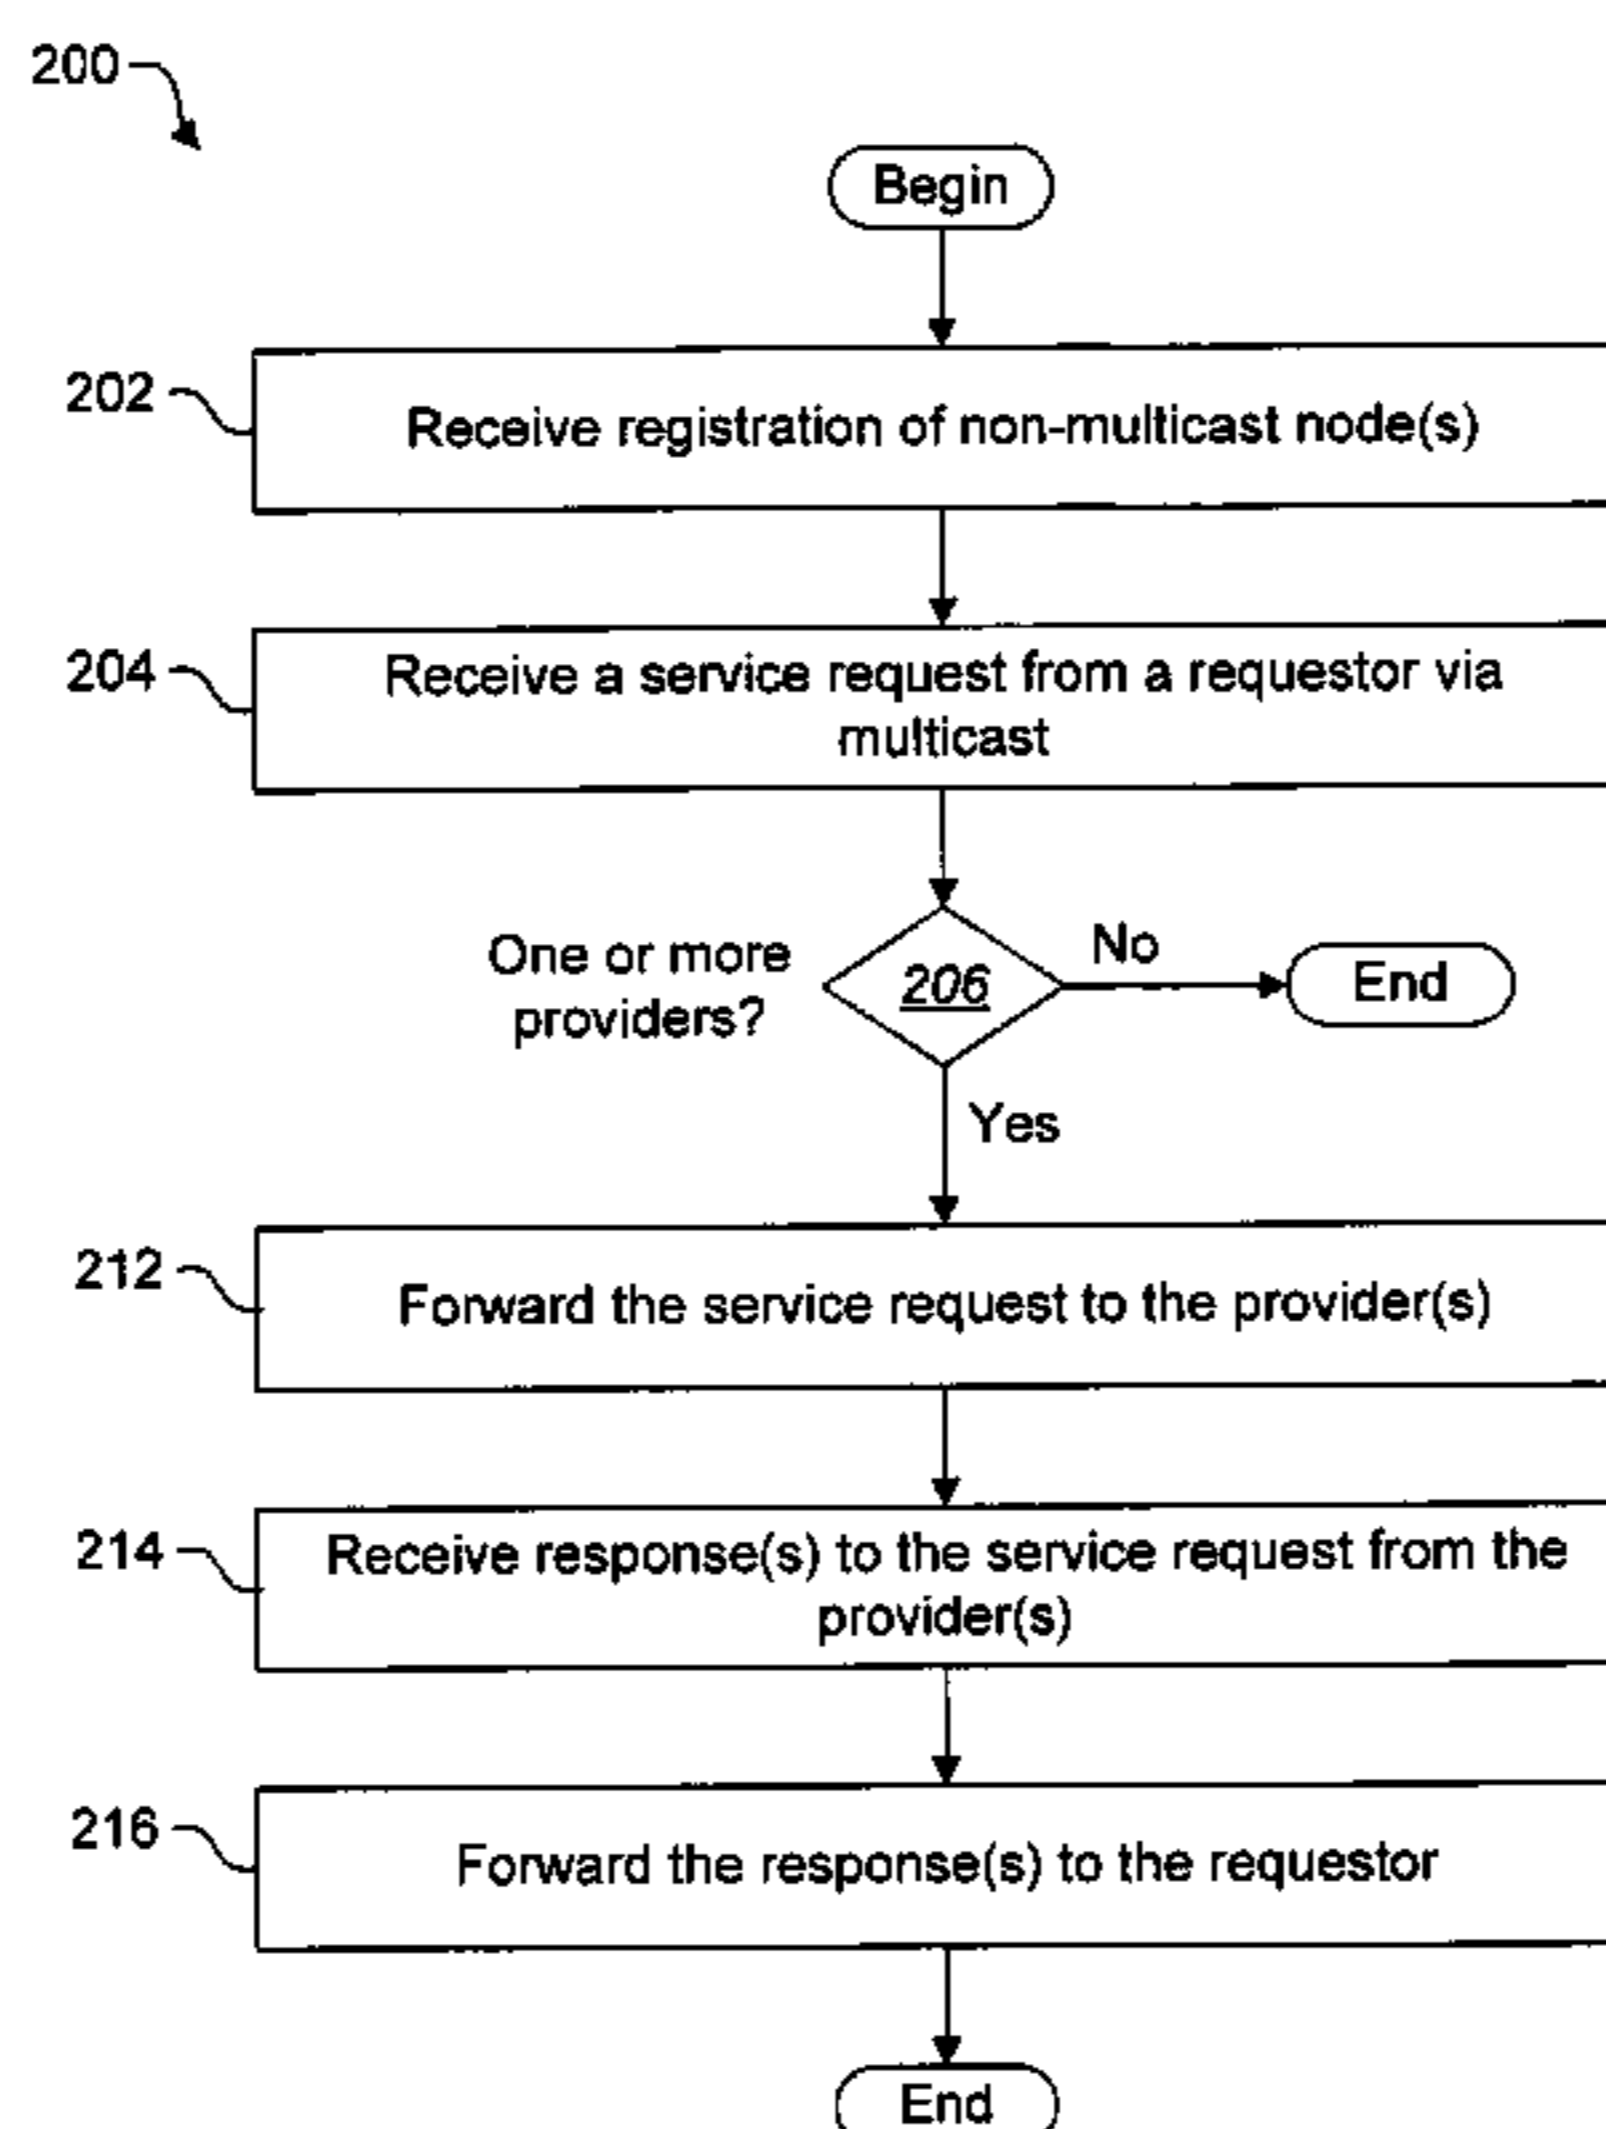 200
Begin
202
Receive registration of non-multicast node(s)
204
Receive a service request from a requestor via
multicast
One or more
providers?
206
No
End
Yes
212
Forward the service request to the provider(s)
214
Receive response(s) to the service request from the
provider(s)
216
Forward the response(s) to the requestor
End